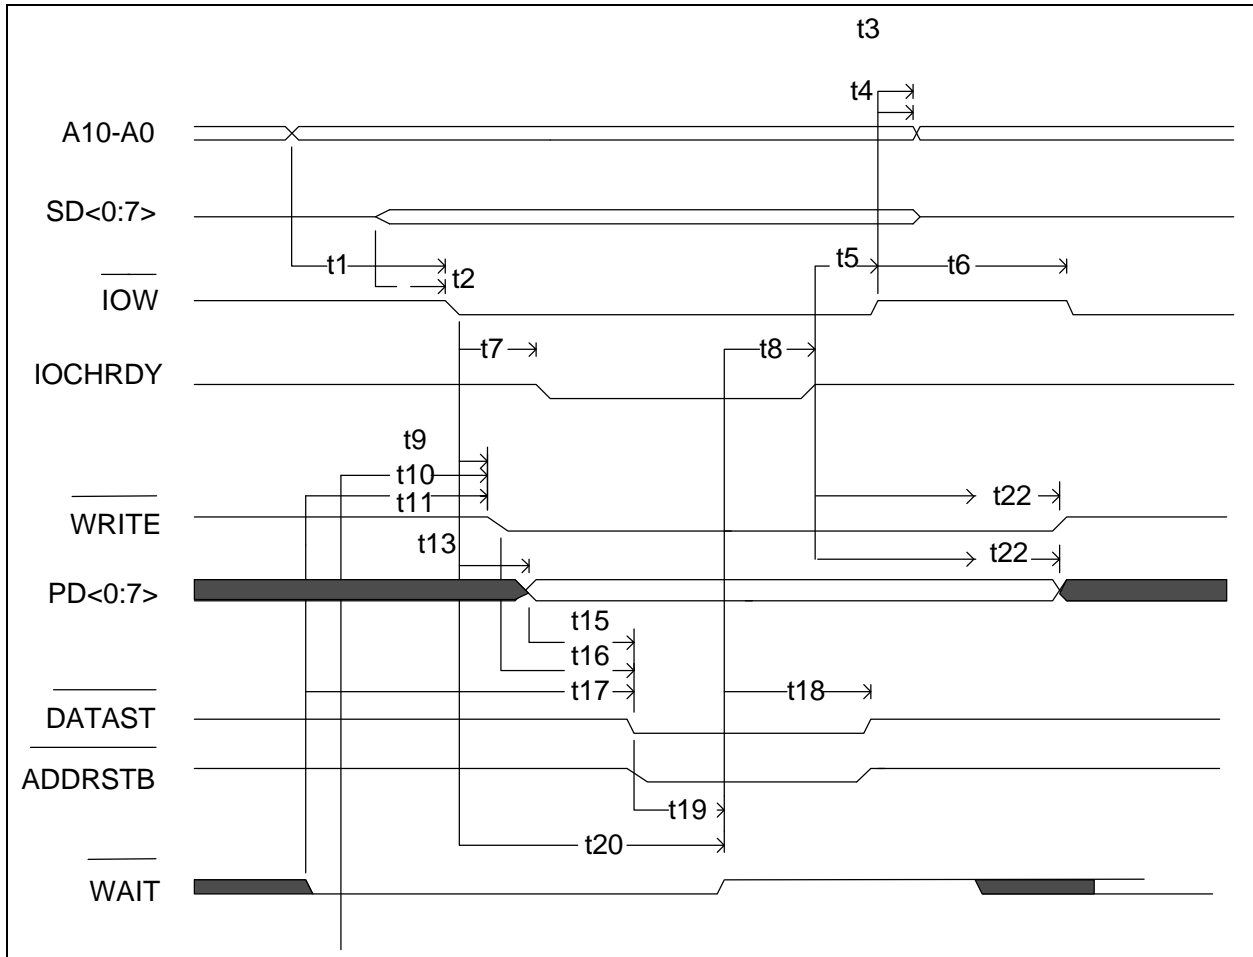 t3
t4
A10-A0
SD<0:7>
t1
t5
t6
t2
IOW
t7
t8
IOCHRDY
t9
t10
t11
t22
WRITE
t13
t22
PD<0:7>
t15
t16
t17
t18
DATAST
ADDRSTB
t19
t20
WAIT